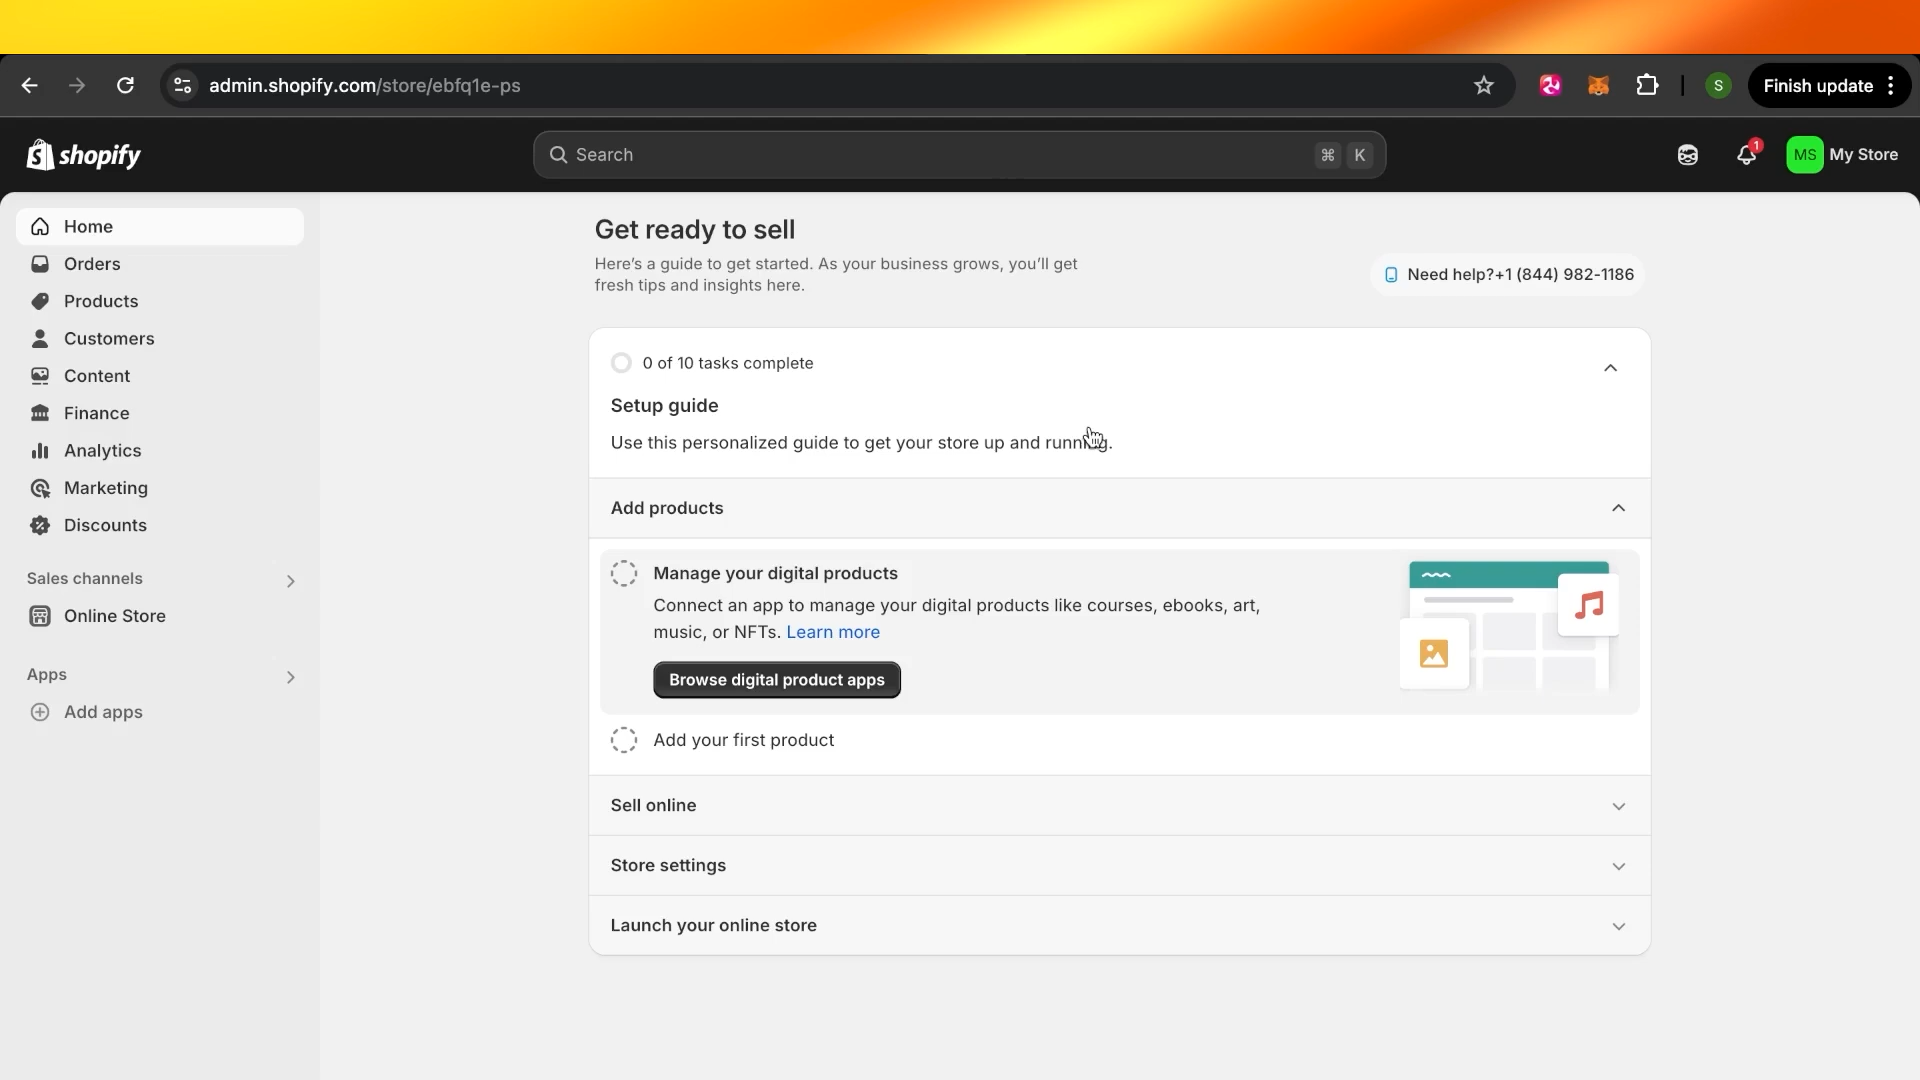 admin.shopify.com/store/ebfq1e-ps
S
Finish update
shopify
Search
⌘ K
1
MS My Store
Home
Orders
Products
Customers
Content
Finance
Analytics
Marketing
Discounts
Sales channels
Online Store
Apps
Add apps
Get ready to sell
Here's a guide to get started. As your business grows, you'll get
fresh tips and insights here.
Need help?+1 (844) 982-1186
0 of 10 tasks complete
Setup guide
Use this personalized guide to get your store up and running.
Add products
Manage your digital products
Connect an app to manage your digital products like courses, ebooks, art,
music, or NFTs. Learn more
Browse digital product apps
Add your first product
Sell online
Store settings
Launch your online store